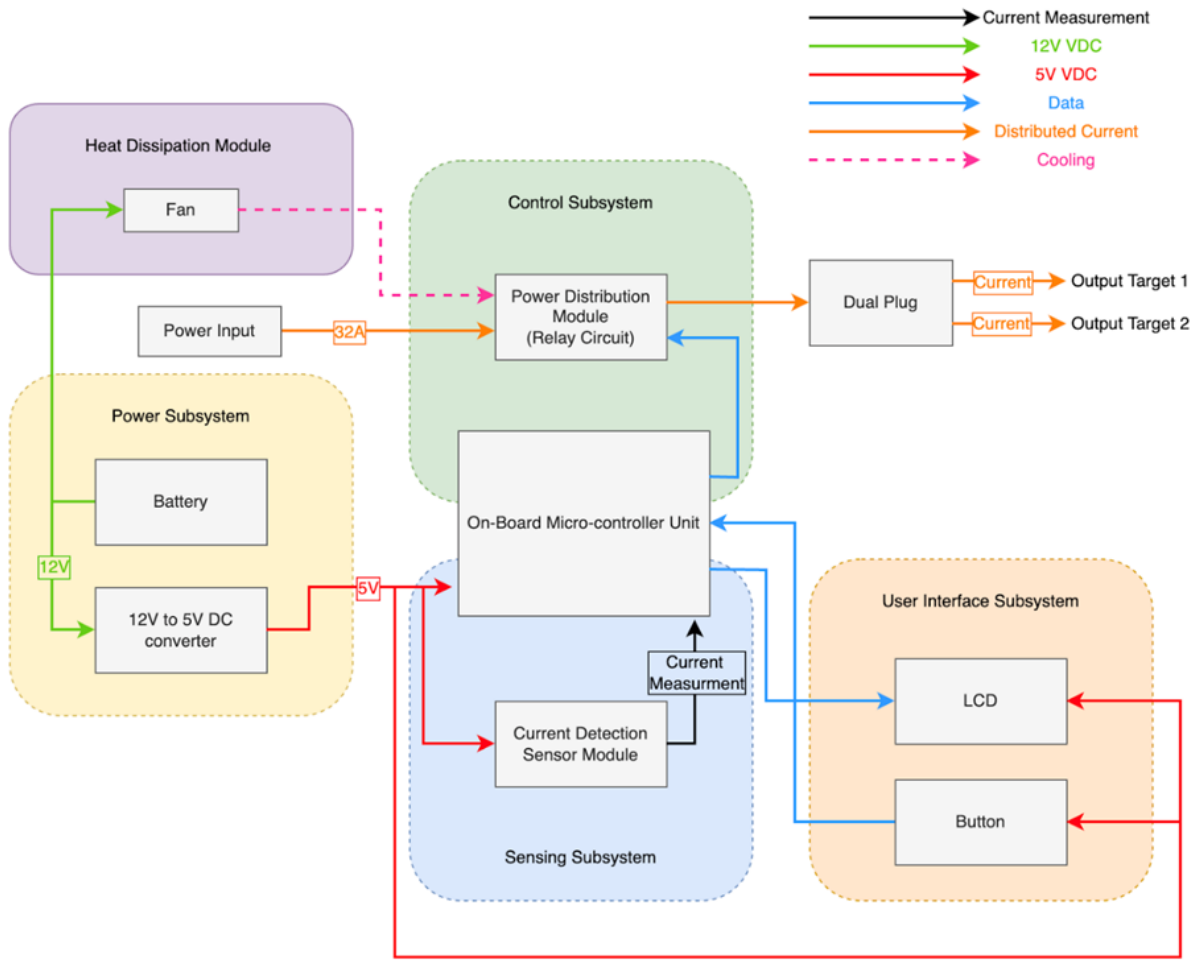 Current Measurement
12V VDC
5V VDC
Data
Distributed Current
Cooling
Heat Dissipation Module
Fan
Control Subsystem
Power Distribution
Module
(Relay Circuit)
Power Input
32A
Dual Plug
Current
Output Target 1
Current
Output Target 2
Power Subsystem
Battery
12V
12V to 5V DC
converter
5V
On-Board Micro-controller Unit
Current
Measurment
Current Detection
Sensor Module
Sensing Subsystem
User Interface Subsystem
LCD
Button